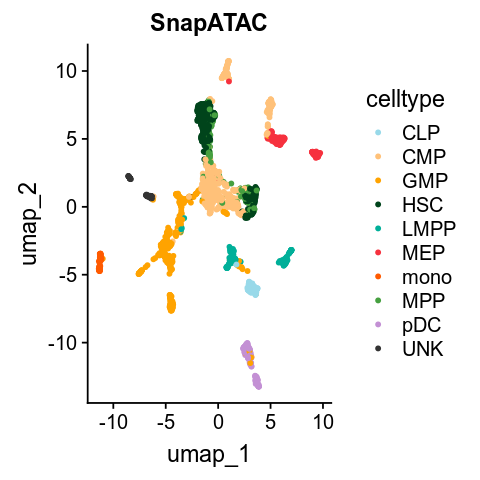 SnapATAC
10
5
0
-5
-10
umap_2
-10
-5
0
5
10
umap_1
celltype
CLP
CMP
GMP
HSC
LMPP
MEP
mono
MPP
pDC
UNK